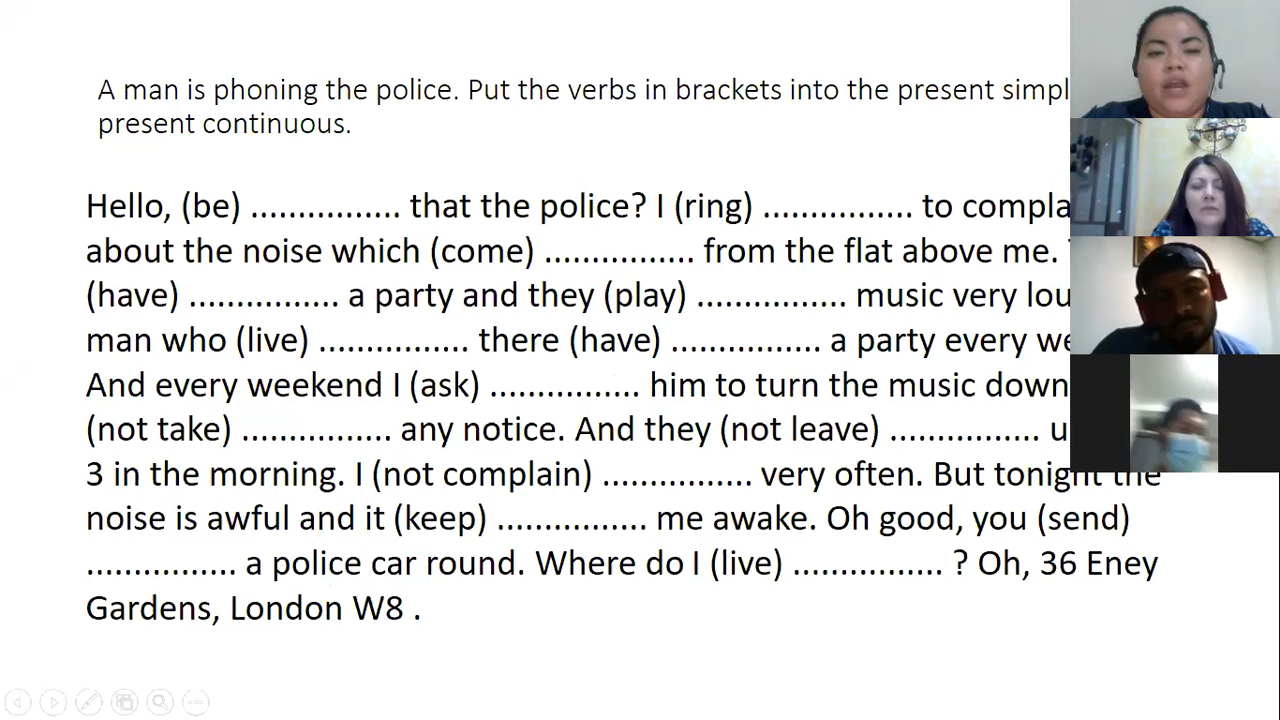 A man is phoning the police. Put the verbs in brackets into the present
present continuous.
Hello, (be) ................ that the police? I (ring) ................ to
about the noise which (come) ................ from the flat above me.
(have) ................ a party and they (play) ................ music very
man who (live) ................ there (have) ................ a party every
And every weekend I (ask) ................ him to turn the music down
(not take) ................ any notice. And they (not leave) ................
3 in the morning. I (not complain) ................ very often. But tonight the
noise is awful and it (keep) ................ me awake. Oh good, you (send)
................ a police car round. Where do I (live) ................ ? Oh, 36 Eney
Gardens, London W8 .